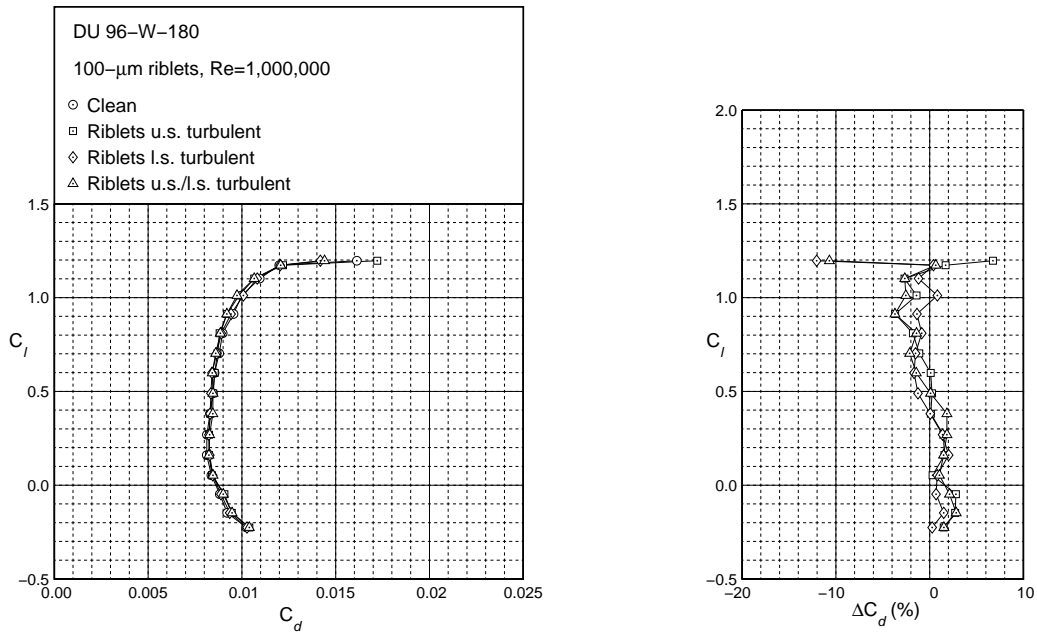 DU 96−W−180
100−μm riblets, Re=1,000,000
Clean
Riblets u.s. turbulent
Riblets l.s. turbulent
Riblets u.s./l.s. turbulent
1.5
1.0
0.5
0.0
−0.5
C_l
0.00
0.005
0.01
0.015
0.02
0.025
C_d
2.0
1.5
1.0
0.5
0.0
−0.5
C_l
−20
−10
0
10
ΔC_d (%)